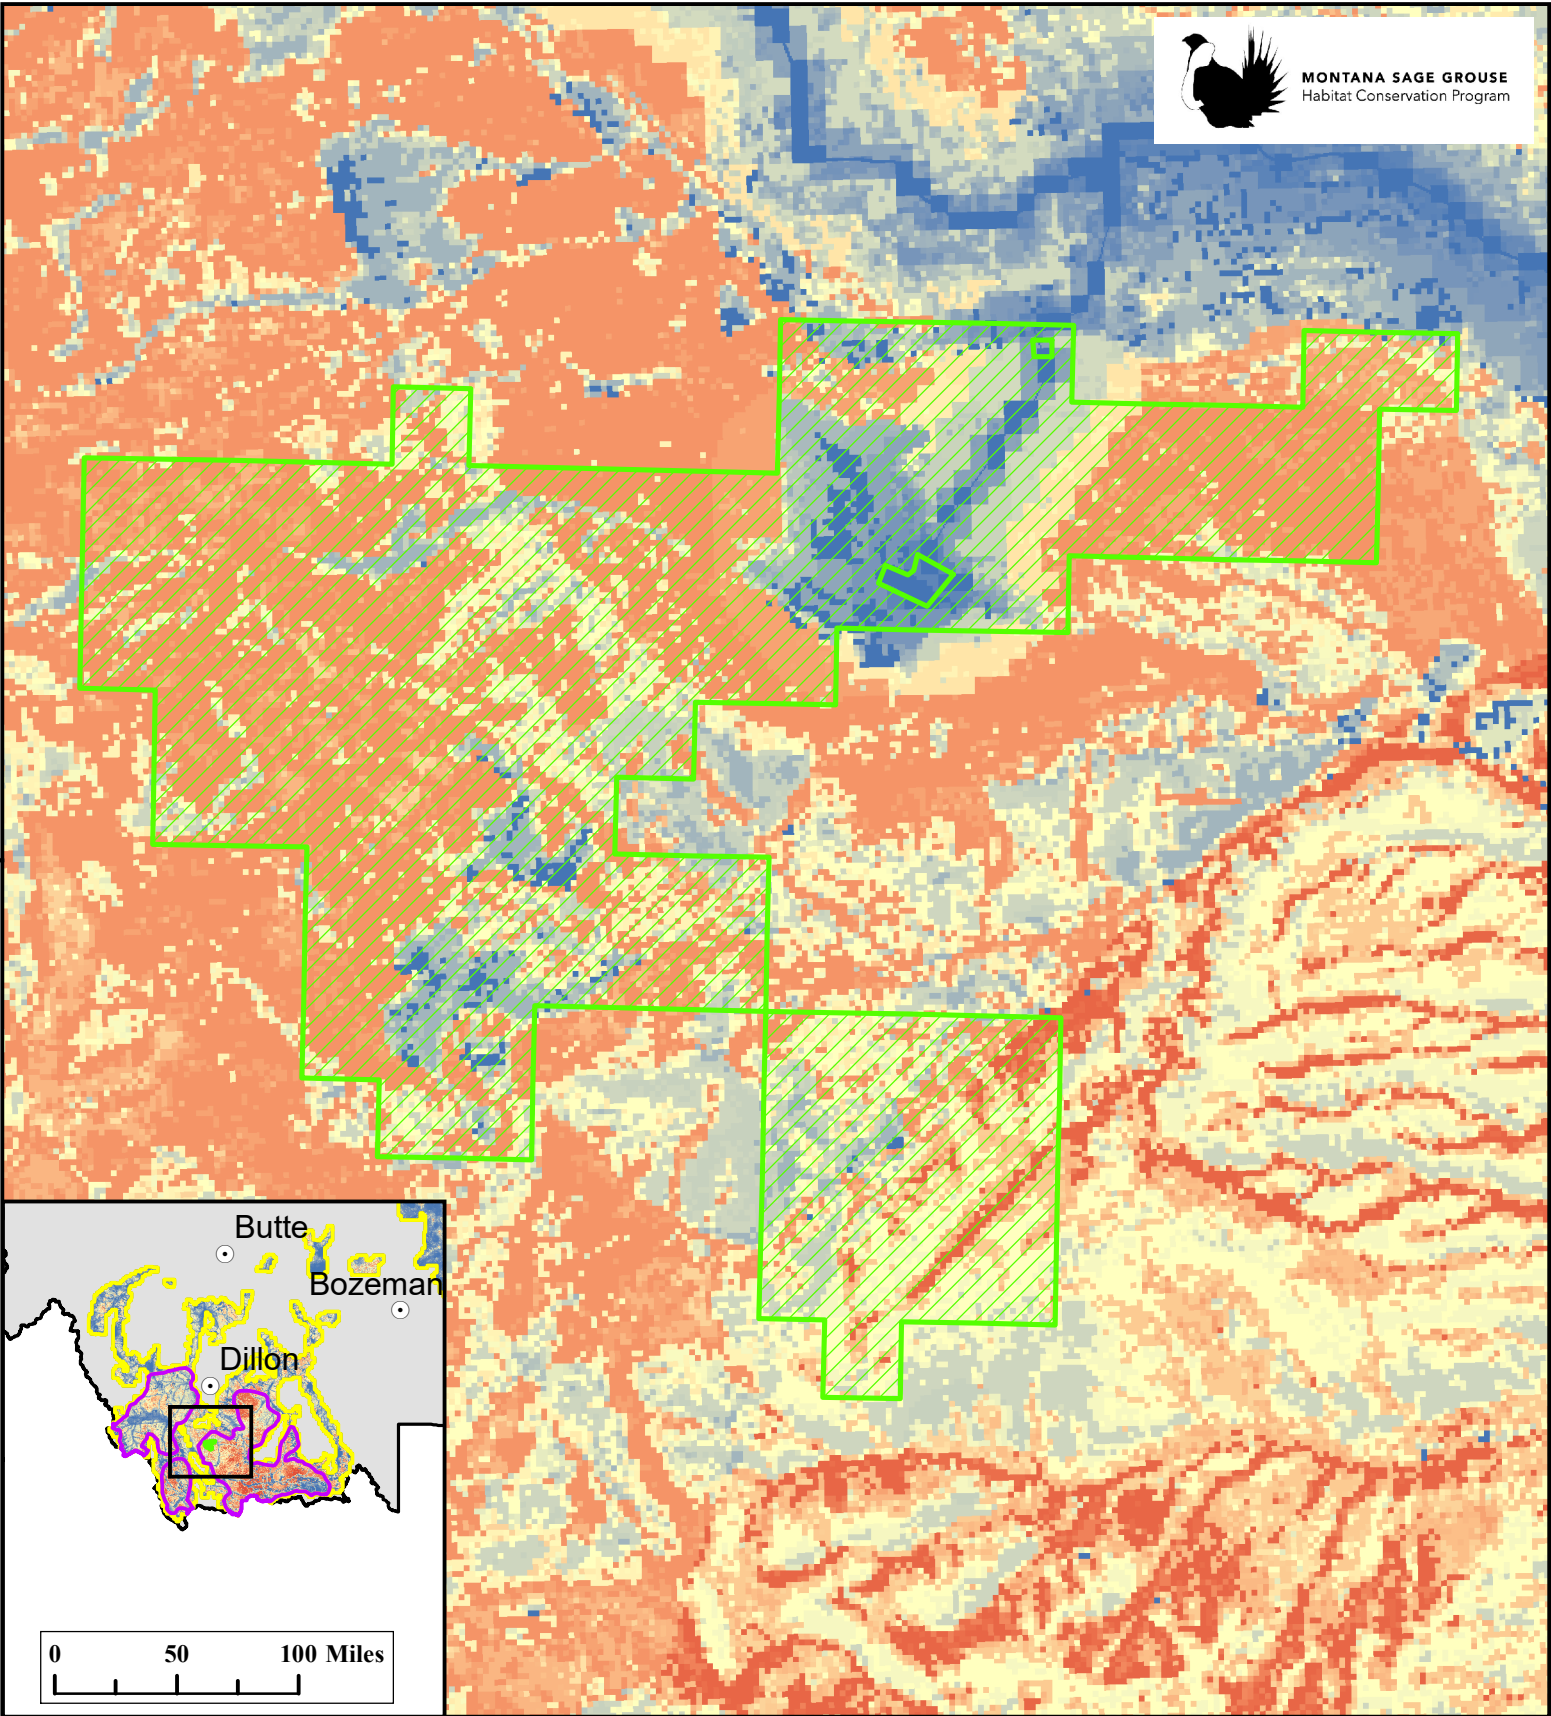 MONTANA SAGE GROUSE
Habitat Conservation Program
Butte
Bozeman
Dillon
0 50 100 Miles